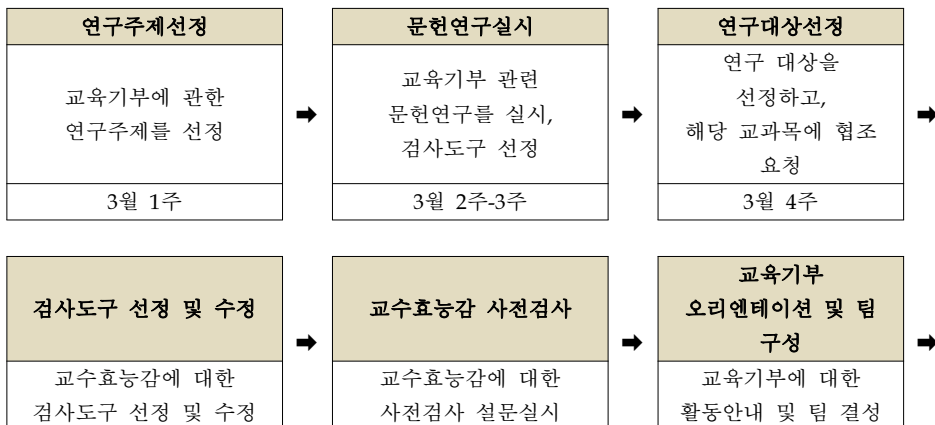 연구주제선정
교육기부에 관한
연구주제를 선정
3월 1주
➡
문헌연구실시
교육기부 관련
문헌연구를 실시,
검사도구 선정
3월 2주-3주
➡
연구대상선정
연구 대상을
선정하고,
해당 교과목에 협조
요청
3월 4주
➡
검사도구 선정 및 수정
교수효능감에 대한
검사도구 선정 및 수정
➡
교수효능감 사전검사
교수효능감에 대한
사전검사 설문실시
➡
교육기부
오리엔테이션 및 팀
구성
교육기부에 대한
활동안내 및 팀 결성
➡